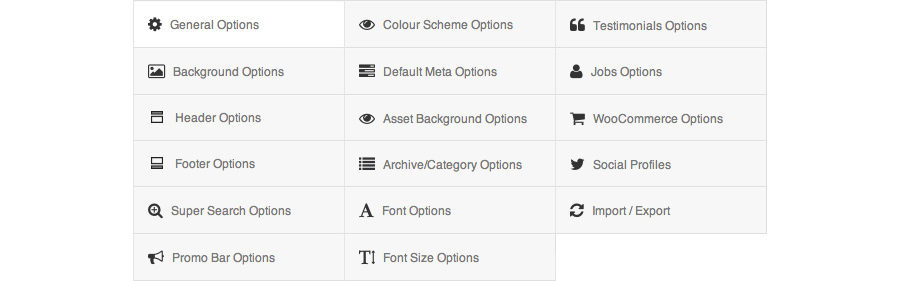 General Options
Colour Scheme Options
Testimonials Options
Background Options
Default Meta Options
Jobs Options
Header Options
Asset Background Options
WooCommerce Options
Footer Options
Archive/Category Options
Social Profiles
Super Search Options
Font Options
Import / Export
Promo Bar Options
Font Size Options